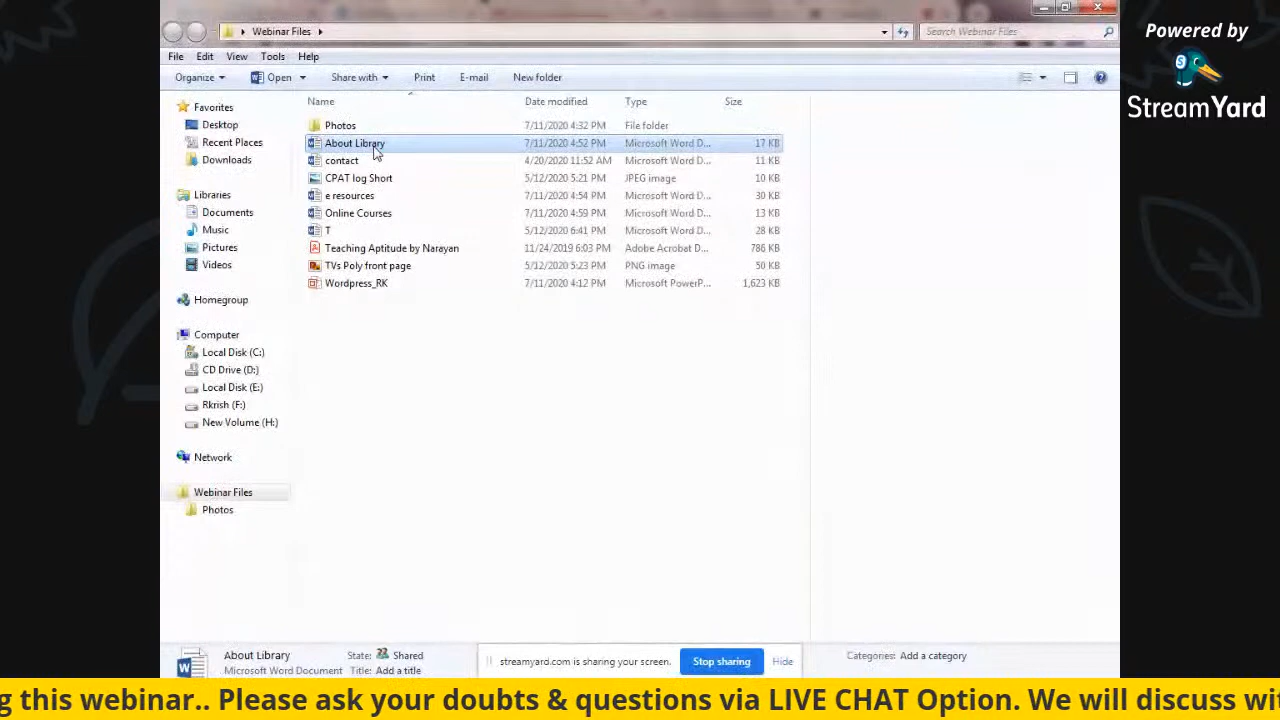 Powered by
StreamYard
Webinar Files
Search Webinar Files
File Edit View Tools Help
Organize Open Share with Print E-mail New folder
Name Date modified Type Size
Photos 7/11/2020 4:32 PM File folder
About Library 7/11/2020 4:52 PM Microsoft Word D... 17 KB
contact 4/20/2020 11:52 AM Microsoft Word D... 11 KB
CPAT log Short 5/12/2020 5:21 PM JPEG image 10 KB
e resources 7/11/2020 4:54 PM Microsoft Word D... 30 KB
Online Courses 7/11/2020 4:59 PM Microsoft Word D... 13 KB
T 5/12/2020 6:41 PM Microsoft Word D... 28 KB
Teaching Aptitude by Narayan 11/24/2019 6:03 PM Adobe Acrobat D... 786 KB
TVs Poly front page 5/12/2020 5:23 PM PNG image 50 KB
Wordpress_RK 7/11/2020 4:12 PM Microsoft PowerP... 1,623 KB
Favorites
Desktop
Recent Places
Downloads
Libraries
Documents
Music
Pictures
Videos
Homegroup
Computer
Local Disk (C:)
CD Drive (D:)
Local Disk (E:)
Rkrish (F:)
New Volume (H:)
Network
Webinar Files
Photos
About Library State: Shared
Microsoft Word Document Title: Add a title
streamyard.com is sharing your screen. Stop sharing Hide
Categories: Add a category
g this webinar.. Please ask your doubts & questions via LIVE CHAT Option. We will discuss wi